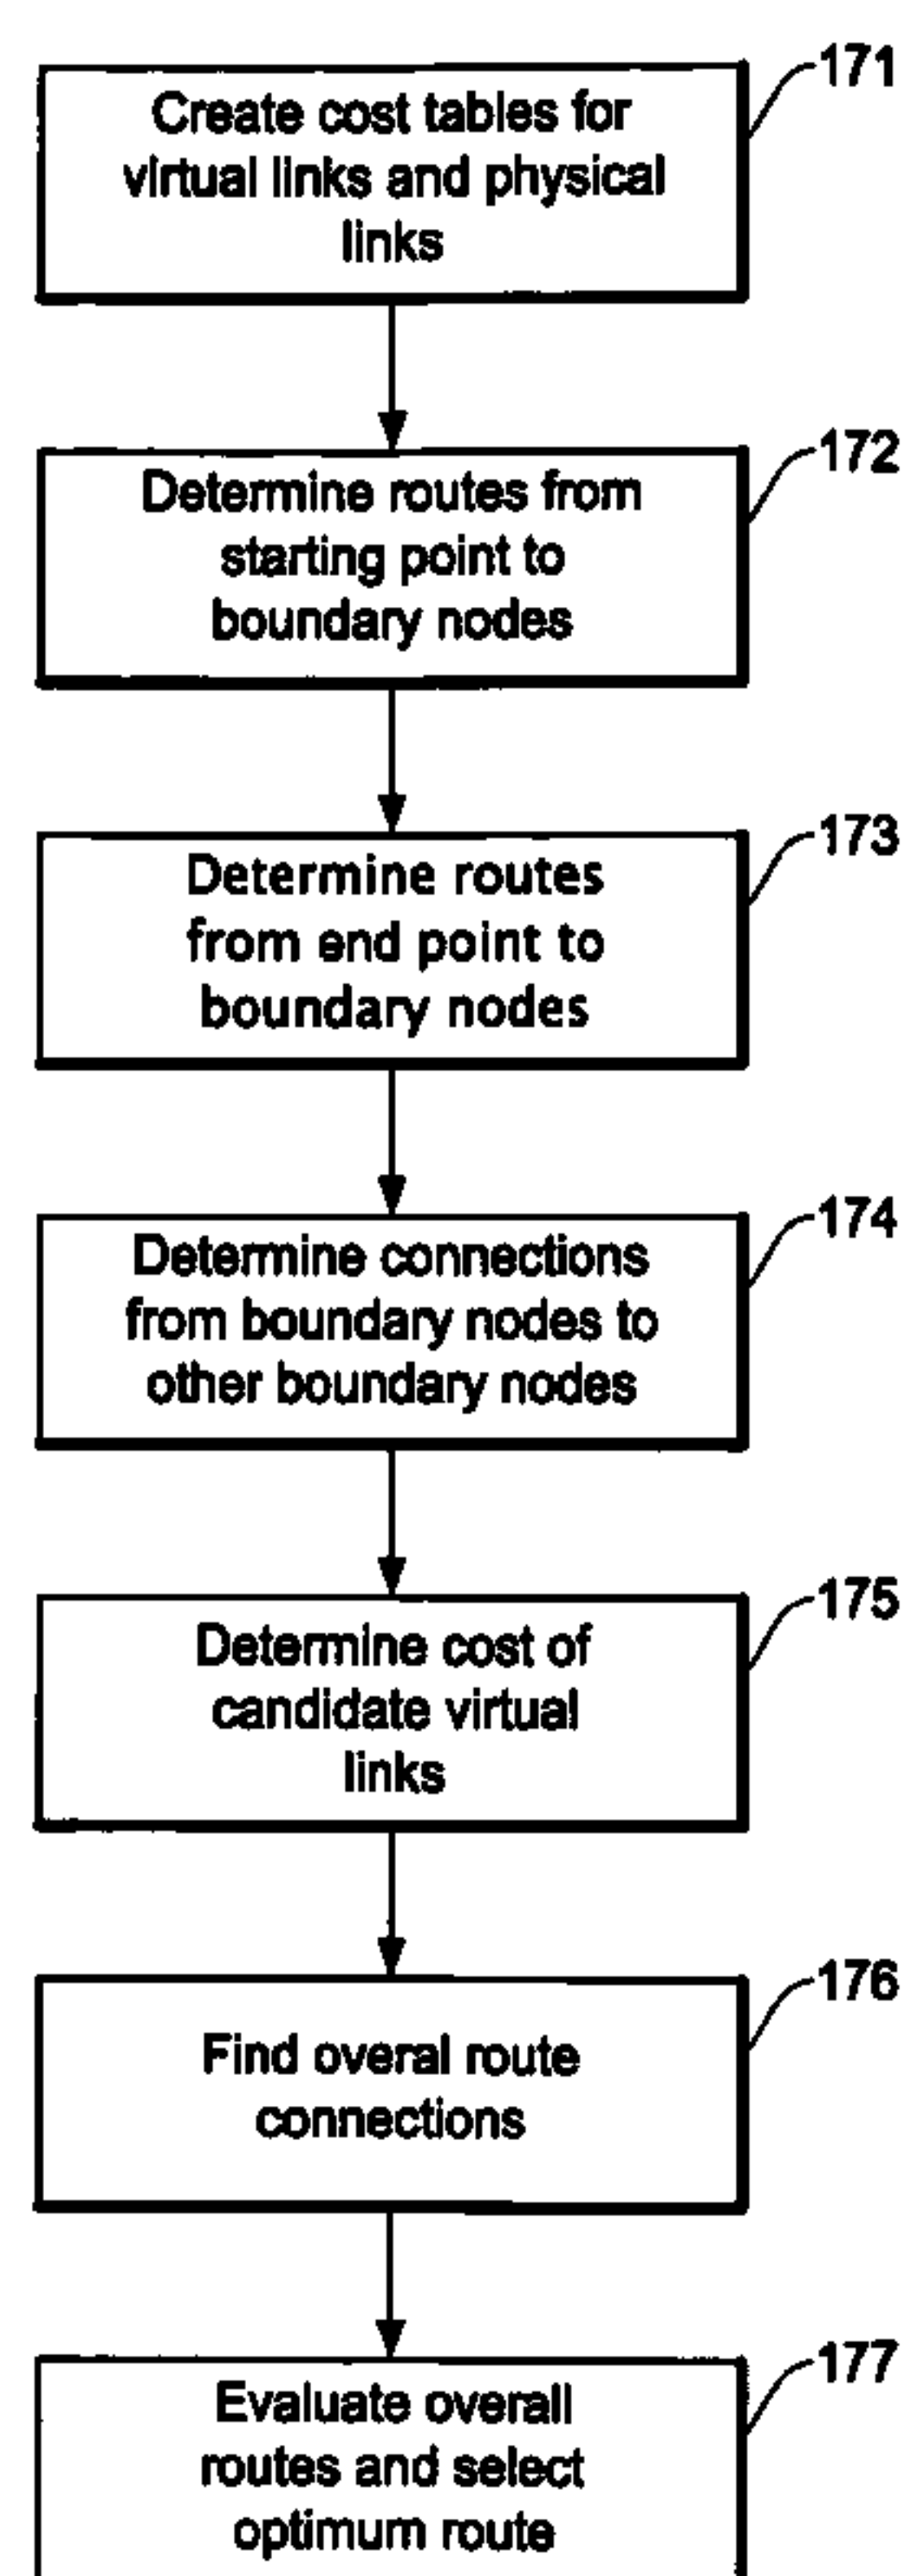 171
Create cost tables for
virtual links and physical
links
172
Determine routes from
starting point to
boundary nodes
173
Determine routes
from end point to
boundary nodes
174
Determine connections
from boundary nodes to
other boundary nodes
175
Determine cost of
candidate virtual
links
176
Find overal route
connections
177
Evaluate overall
routes and select
optimum route